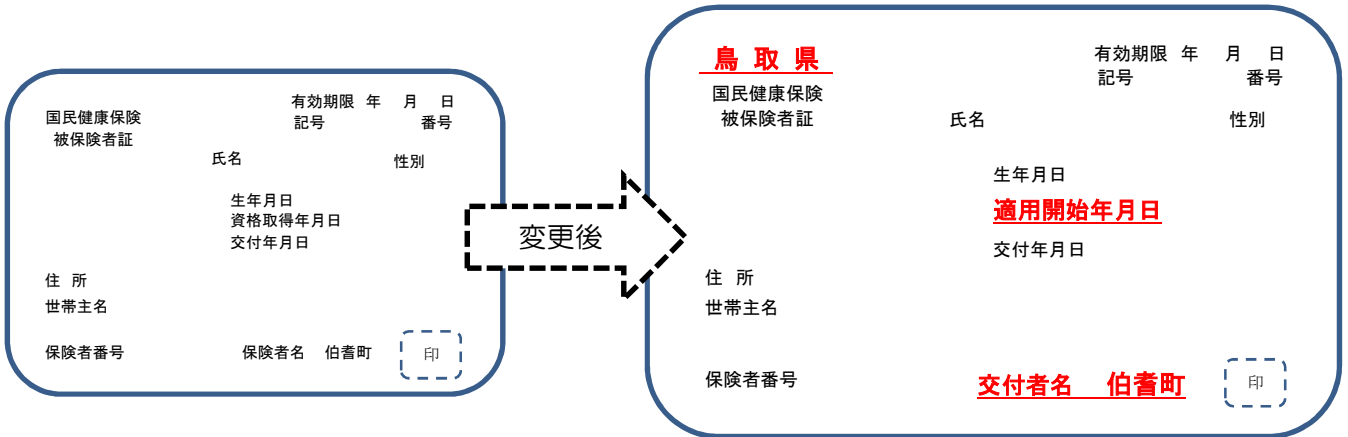 国民健康保険
被保険者証
有効期限 年 月 日
記号 番号
氏名 性別
生年月日
資格取得年月日
交付年月日
住 所
世帯主名
保険者番号 保険者名 伯耆町 印
変更後
鳥 取 県
国民健康保険
被保険者証
有効期限 年 月 日
記号 番号
氏名 性別
生年月日
適用開始年月日
交付年月日
住 所
世帯主名
保険者番号 交付者名 伯耆町 印